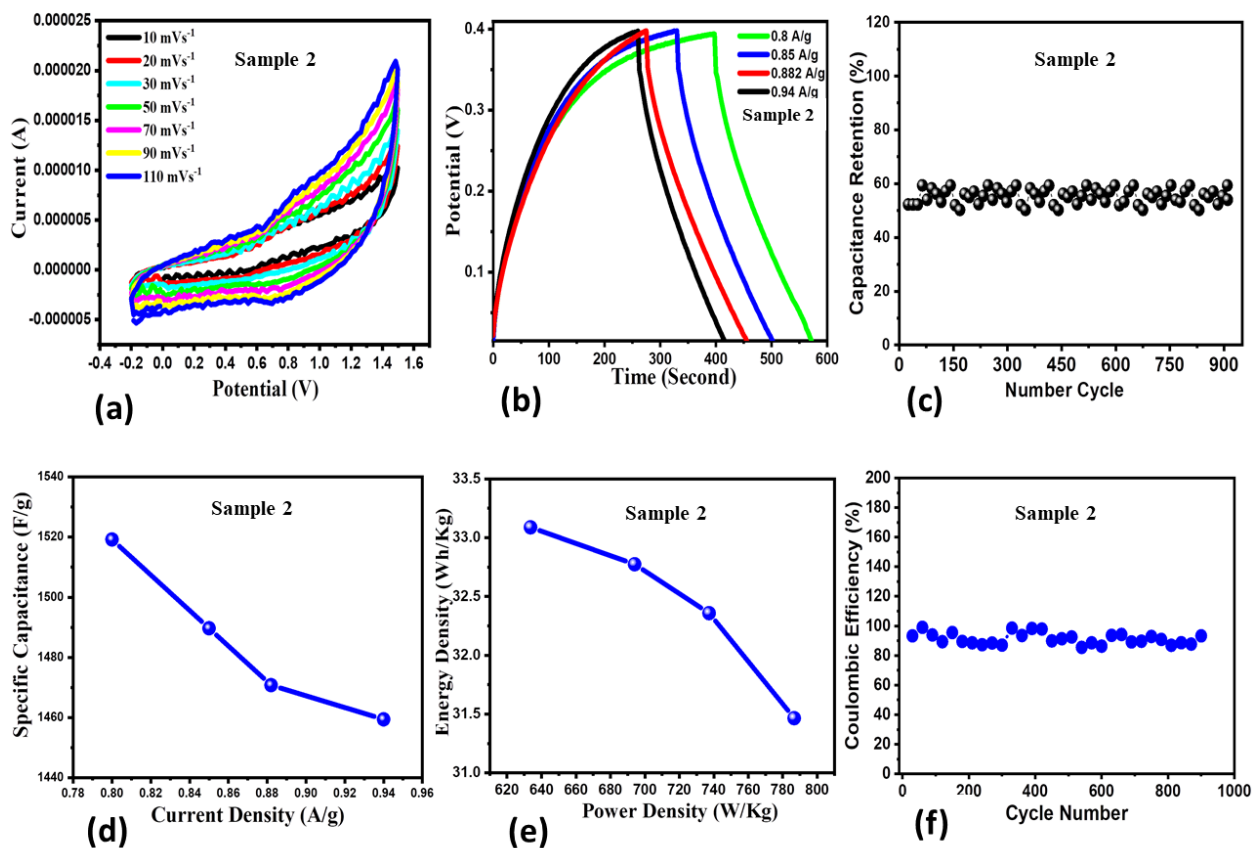 0.000025
0.000020
0.000015
0.000010
0.000005
0.000000
-0.000005
Current (A)
10 mVs⁻¹
20 mVs⁻¹
30 mVs⁻¹
50 mVs⁻¹
70 mVs⁻¹
90 mVs⁻¹
110 mVs⁻¹
Sample 2
-0.4 -0.2 0.0 0.2 0.4 0.6 0.8 1.0 1.2 1.4 1.6
Potential (V)
(a)
0.4
0.3
0.2
0.1
Potential (V)
0.8 A/g
0.85 A/g
0.882 A/g
0.94 A/g
Sample 2
0 100 200 300 400 500 600
Time (Second)
(b)
120
100
80
60
40
20
0
Capacitance Retention (%)
Sample 2
0 150 300 450 600 750 900
Number Cycle
(c)
1540
1520
1500
1480
1460
1440
Specific Capacitance (F/g)
Sample 2
0.78 0.80 0.82 0.84 0.86 0.88 0.90 0.92 0.94 0.96
Current Density (A/g)
(d)
33.5
33.0
32.5
32.0
31.5
31.0
Energy Density (Wh/Kg)
Sample 2
620 640 660 680 700 720 740 760 780 800
Power Density (W/Kg)
(e)
200
180
160
140
120
100
80
60
40
20
0
Coulombic Efficiency (%)
Sample 2
0 200 400 600 800 1000
Cycle Number
(f)